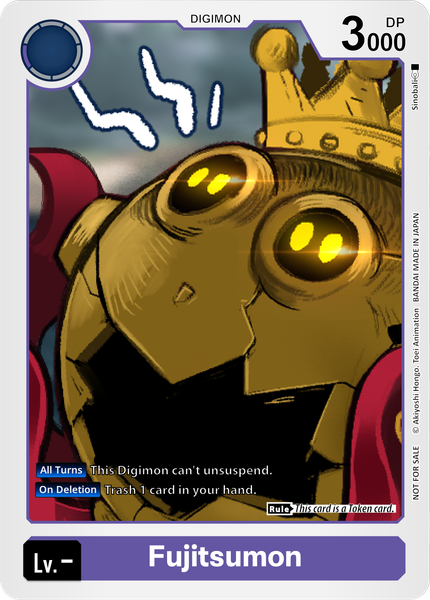 DIGIMON
DP
3000
All Turns This Digimon can't unsuspend.
On Deletion Trash 1 card in your hand.
Rule This card is a Token card.
Lv.-
Fujitsumon
Sinobali
NOT FOR SALE © Akiyoshi Hongo. Toei Animation BANDAI MADE IN JAPAN